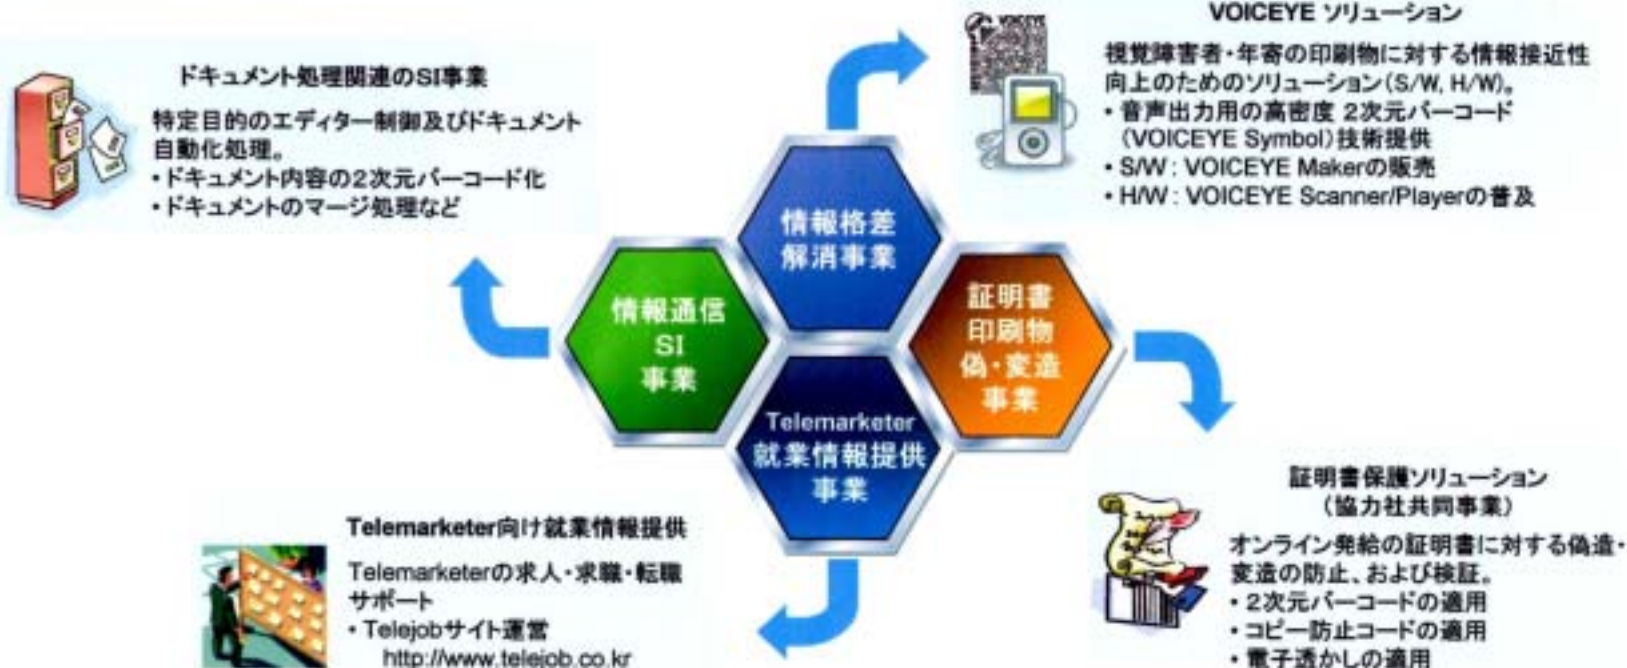 VOICEYE ソリューション
視覚障害者・年寄の印刷物に対する情報接近性
向上のためのソリューション(S/W, H/W)。
・音声出力用の高密度 2次元バーコード
(VOICEYE Symbol)技術提供
・S/W : VOICEYE Makerの販売
・H/W : VOICEYE Scanner/Playerの普及
VOICEYE
ドキュメント処理関連のSI事業
特定目的のエディター制御及びドキュメント
自動化処理。
・ドキュメント内容の2次元バーコード化
・ドキュメントのマージ処理など
情報格差
解消事業
情報通信
SI
事業
証明書
印刷物
偽・変造
事業
Telemarketer
就業情報提供
事業
Telemarketer向け就業情報提供
Telemarketerの求人・求職・転職
サポート
・Telejobサイト運営
http://www.telejob.co.kr
証明書保護ソリューション
(協力社共同事業)
オンライン発給の証明書に対する偽造・
変造の防止、および検証。
・2次元バーコードの適用
・コピー防止コードの適用
・電子透かしの適用